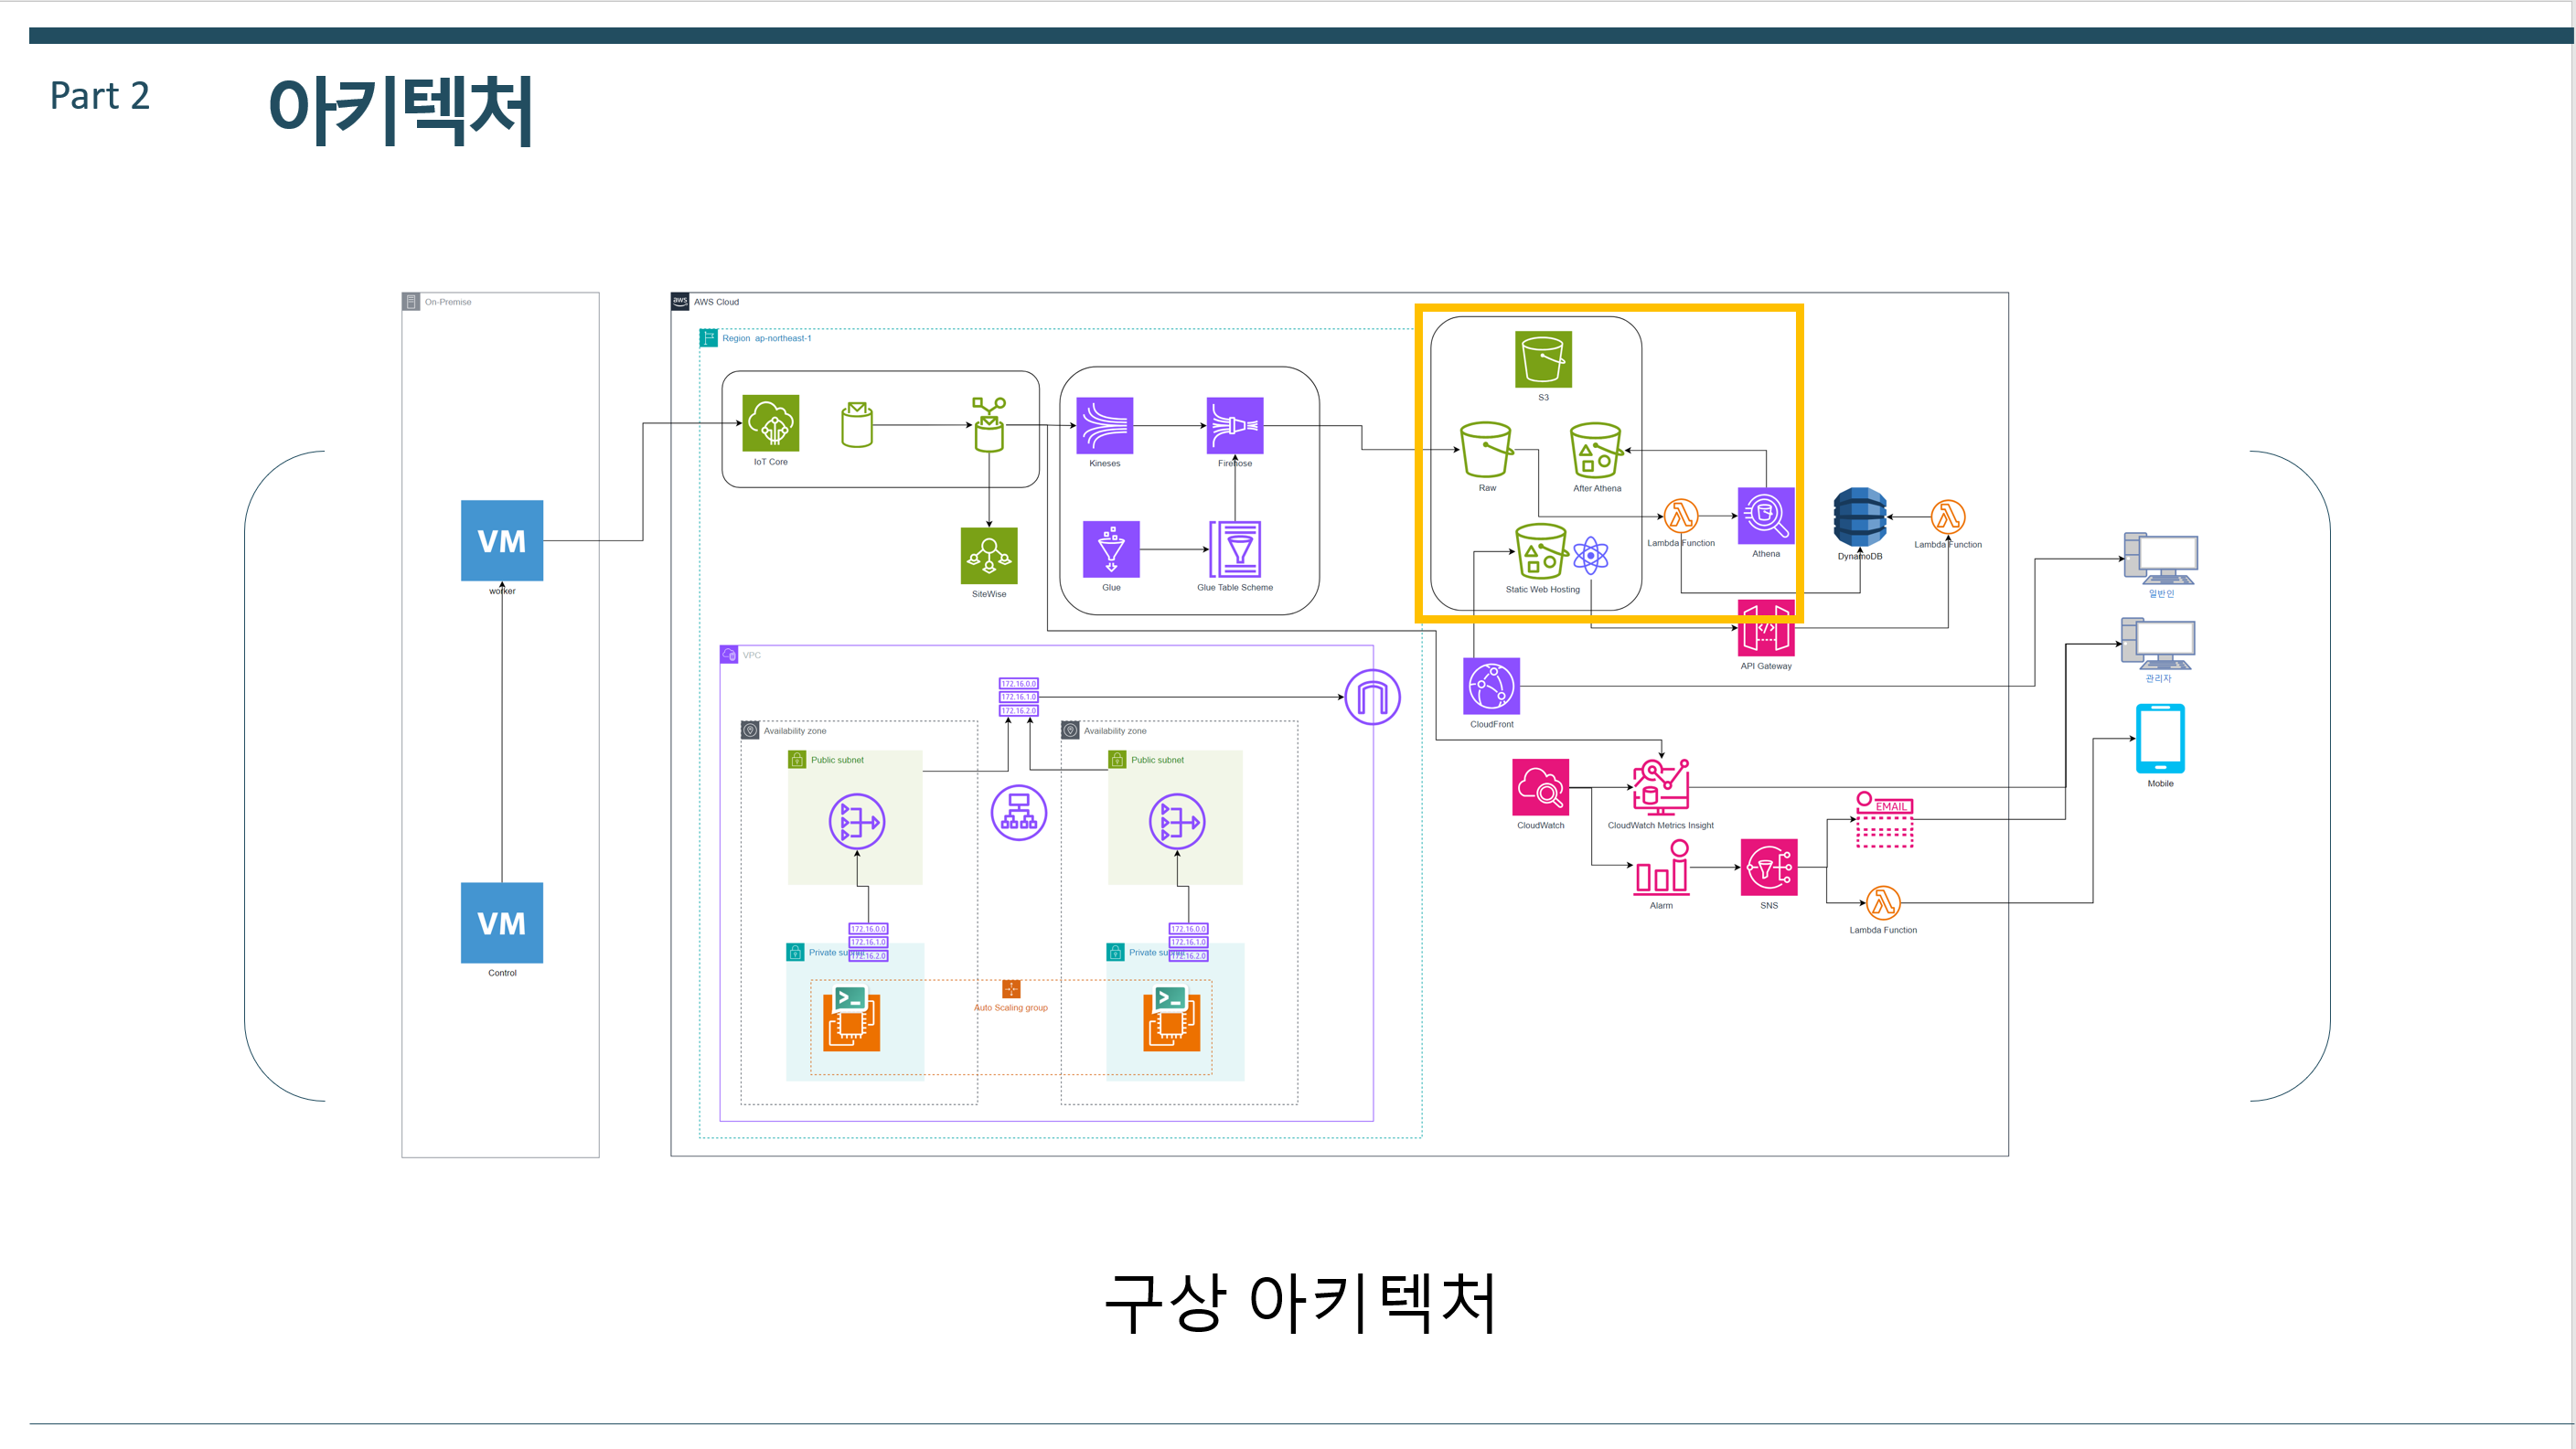 Part 2
아키텍처
On-Premise
VM
worker
VM
Control
aws
AWS Cloud
Region ap-northeast-1
IoT Core
SiteWise
Kineses
Firehose
Glue
Glue Table Scheme
S3
Raw
After Athena
Static Web Hosting
Lambda Function
Athena
DynamoDB
Lambda Function
API Gateway
CloudFront
VPC
172.16.0.0
172.16.1.0
172.16.2.0
Availability zone
Public subnet
172.16.0.0
172.16.1.0
172.16.2.0
Private subnet
Availability zone
Public subnet
172.16.0.0
172.16.1.0
172.16.2.0
Private subnet
Auto Scaling group
CloudWatch
CloudWatch Metrics Insight
Alarm
SNS
EMAIL
Lambda Function
일반인
관리자
Mobile
구상 아키텍처